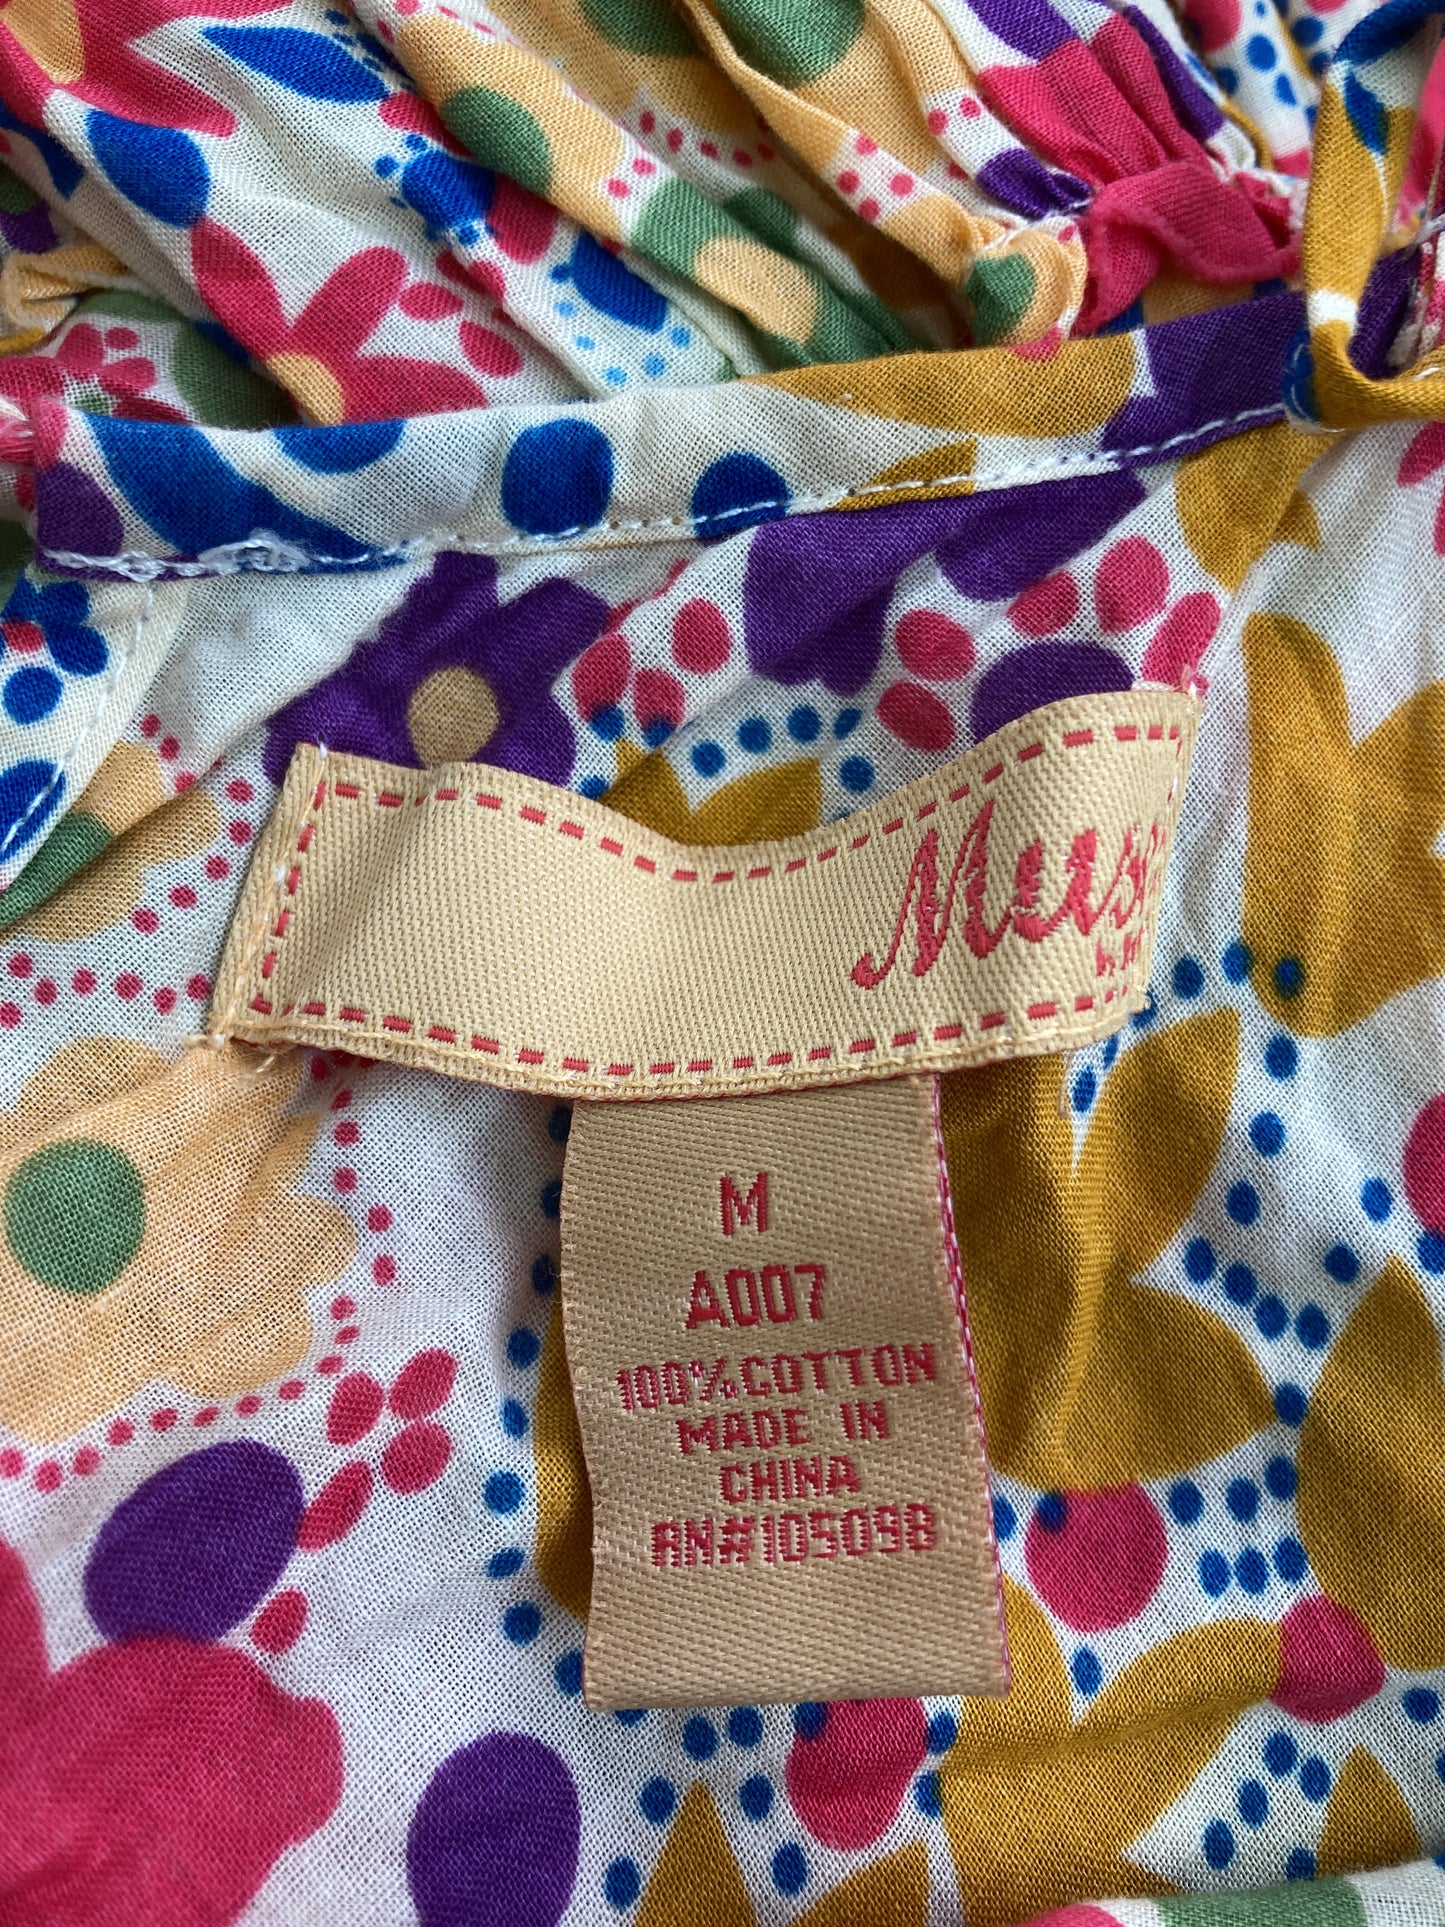 M
A007
100% COTTON
MADE IN
CHINA
RN#105098